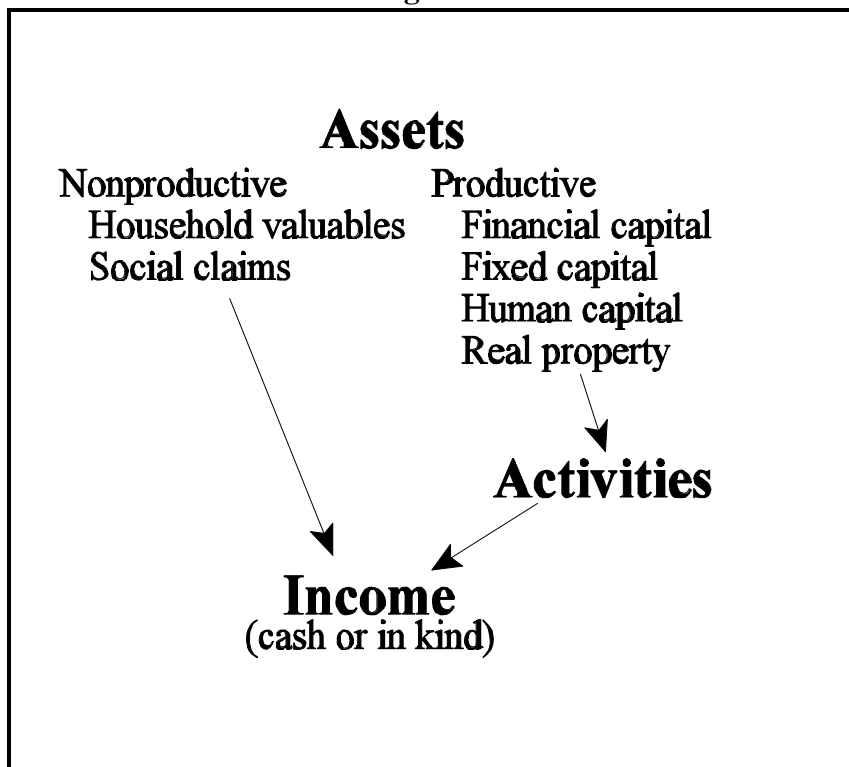 Assets
Nonproductive
Household valuables
Social claims
Productive
Financial capital
Fixed capital
Human capital
Real property
Activities
Income
(cash or in kind)